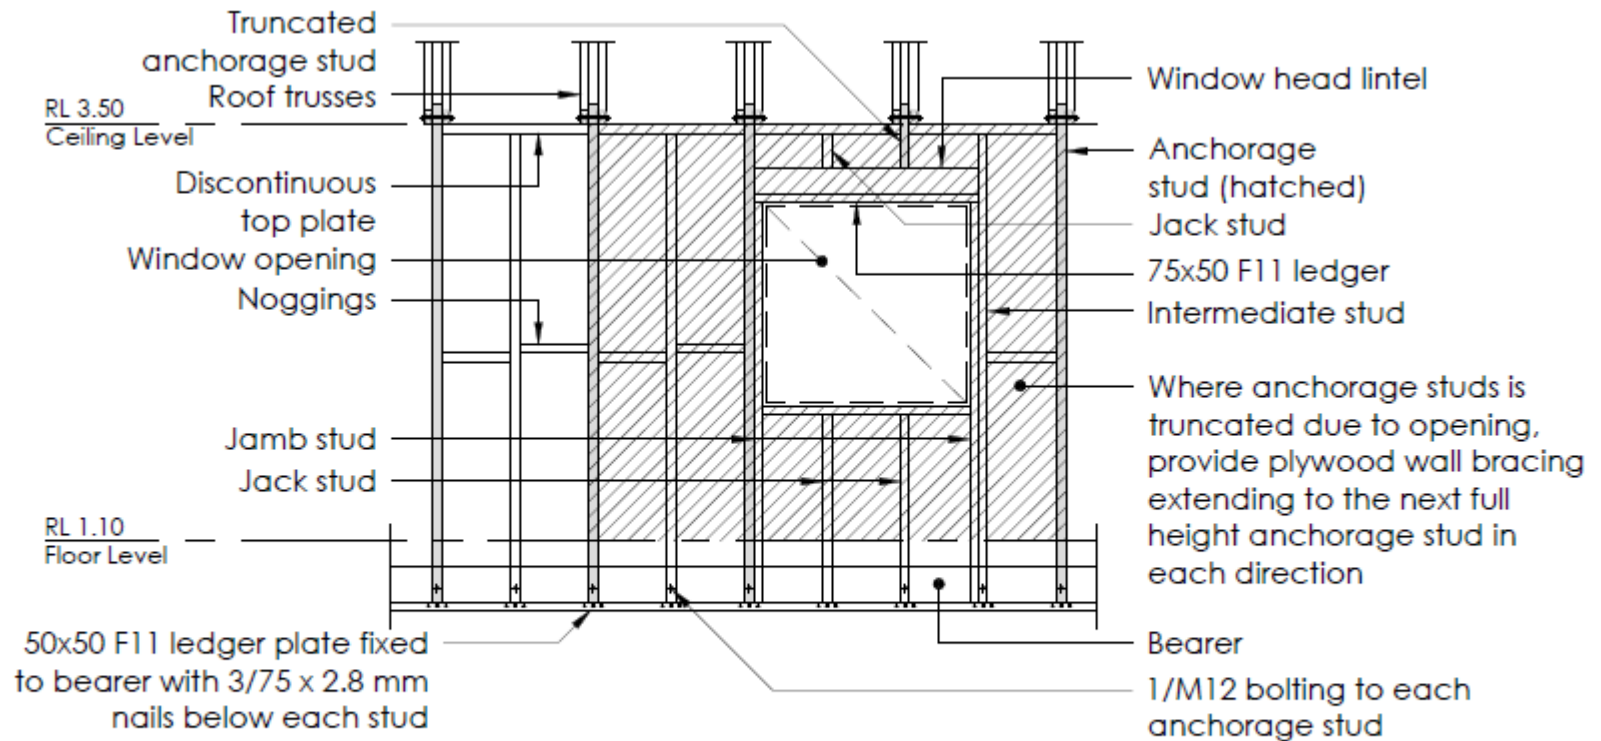 Truncated
anchorage stud
Roof trusses
RL 3.50
Ceiling Level
Discontinuous
top plate
Window opening
Noggings
Jamb stud
Jack stud
RL 1.10
Floor Level
50x50 F11 ledger plate fixed
to bearer with 3/75 x 2.8 mm
nails below each stud
Window head lintel
Anchorage
stud (hatched)
Jack stud
75x50 F11 ledger
Intermediate stud
Where anchorage studs is
truncated due to opening,
provide plywood wall bracing
extending to the next full
height anchorage stud in
each direction
Bearer
1/M12 bolting to each
anchorage stud